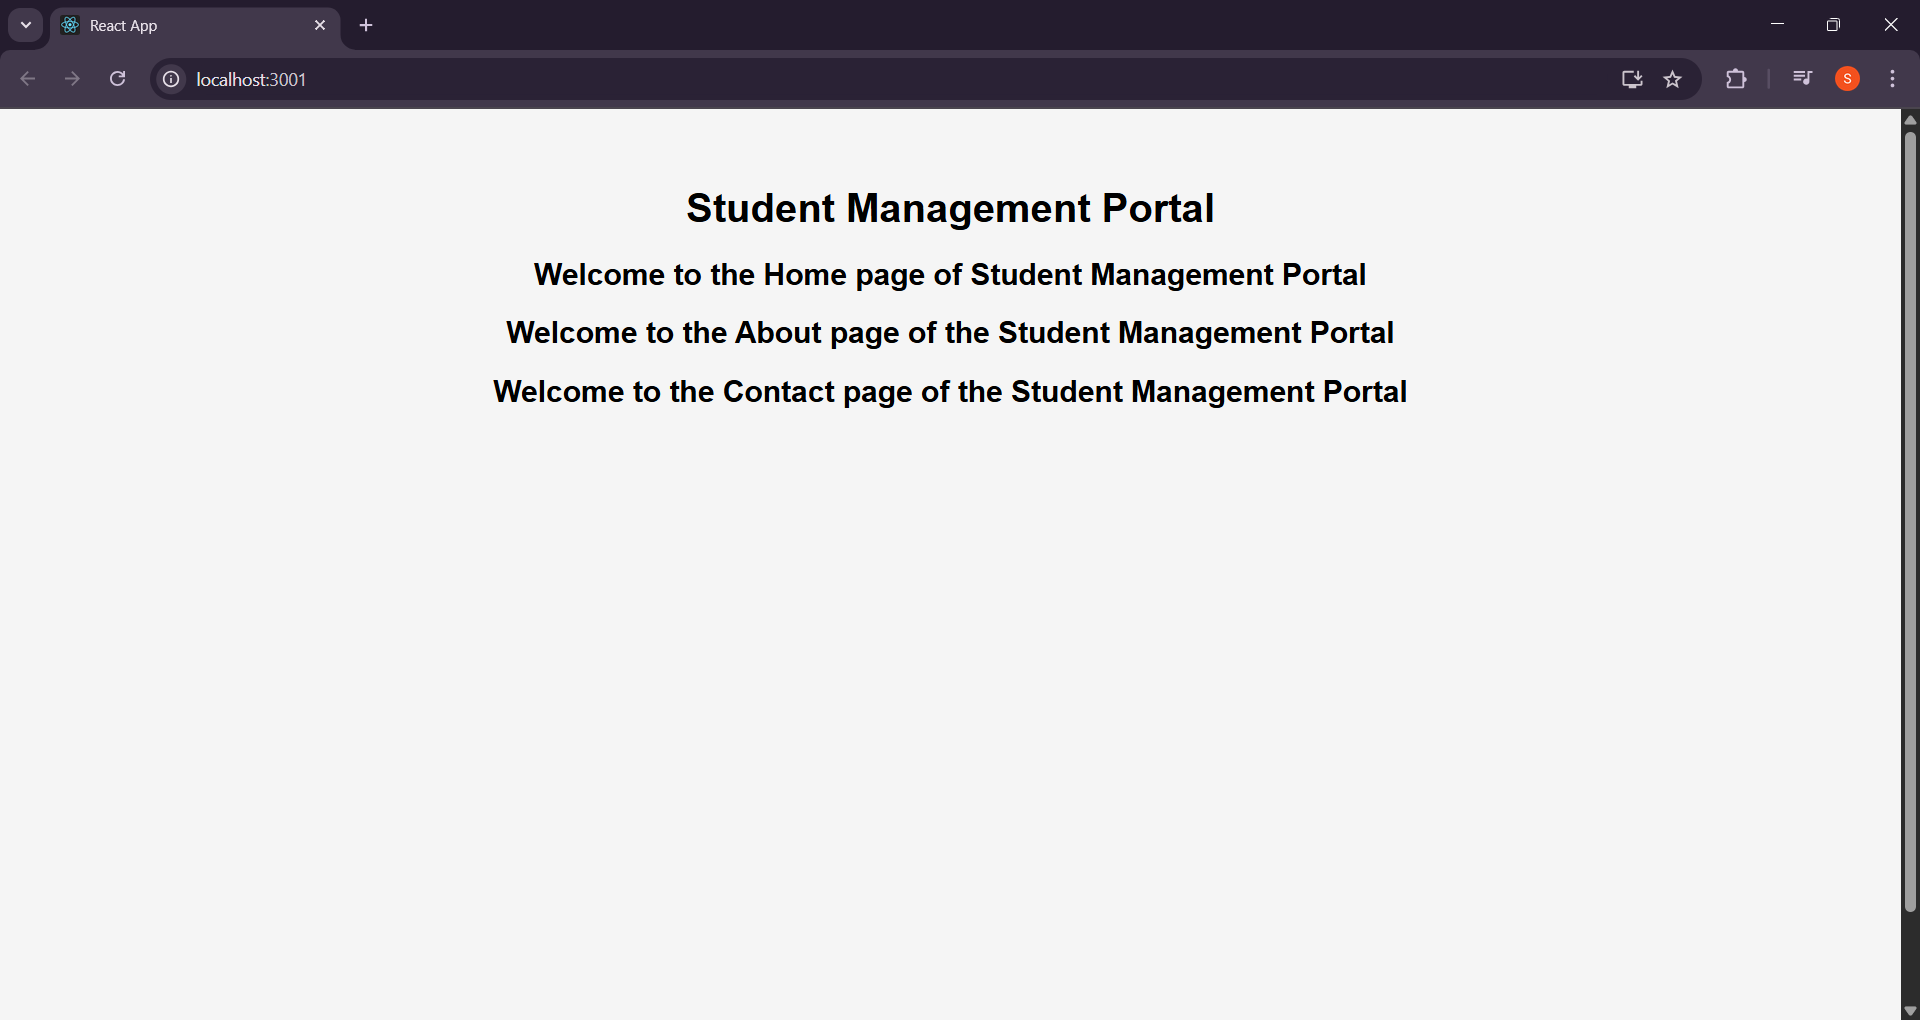 React App
localhost:3001
S
Student Management Portal
Welcome to the Home page of Student Management Portal
Welcome to the About page of the Student Management Portal
Welcome to the Contact page of the Student Management Portal